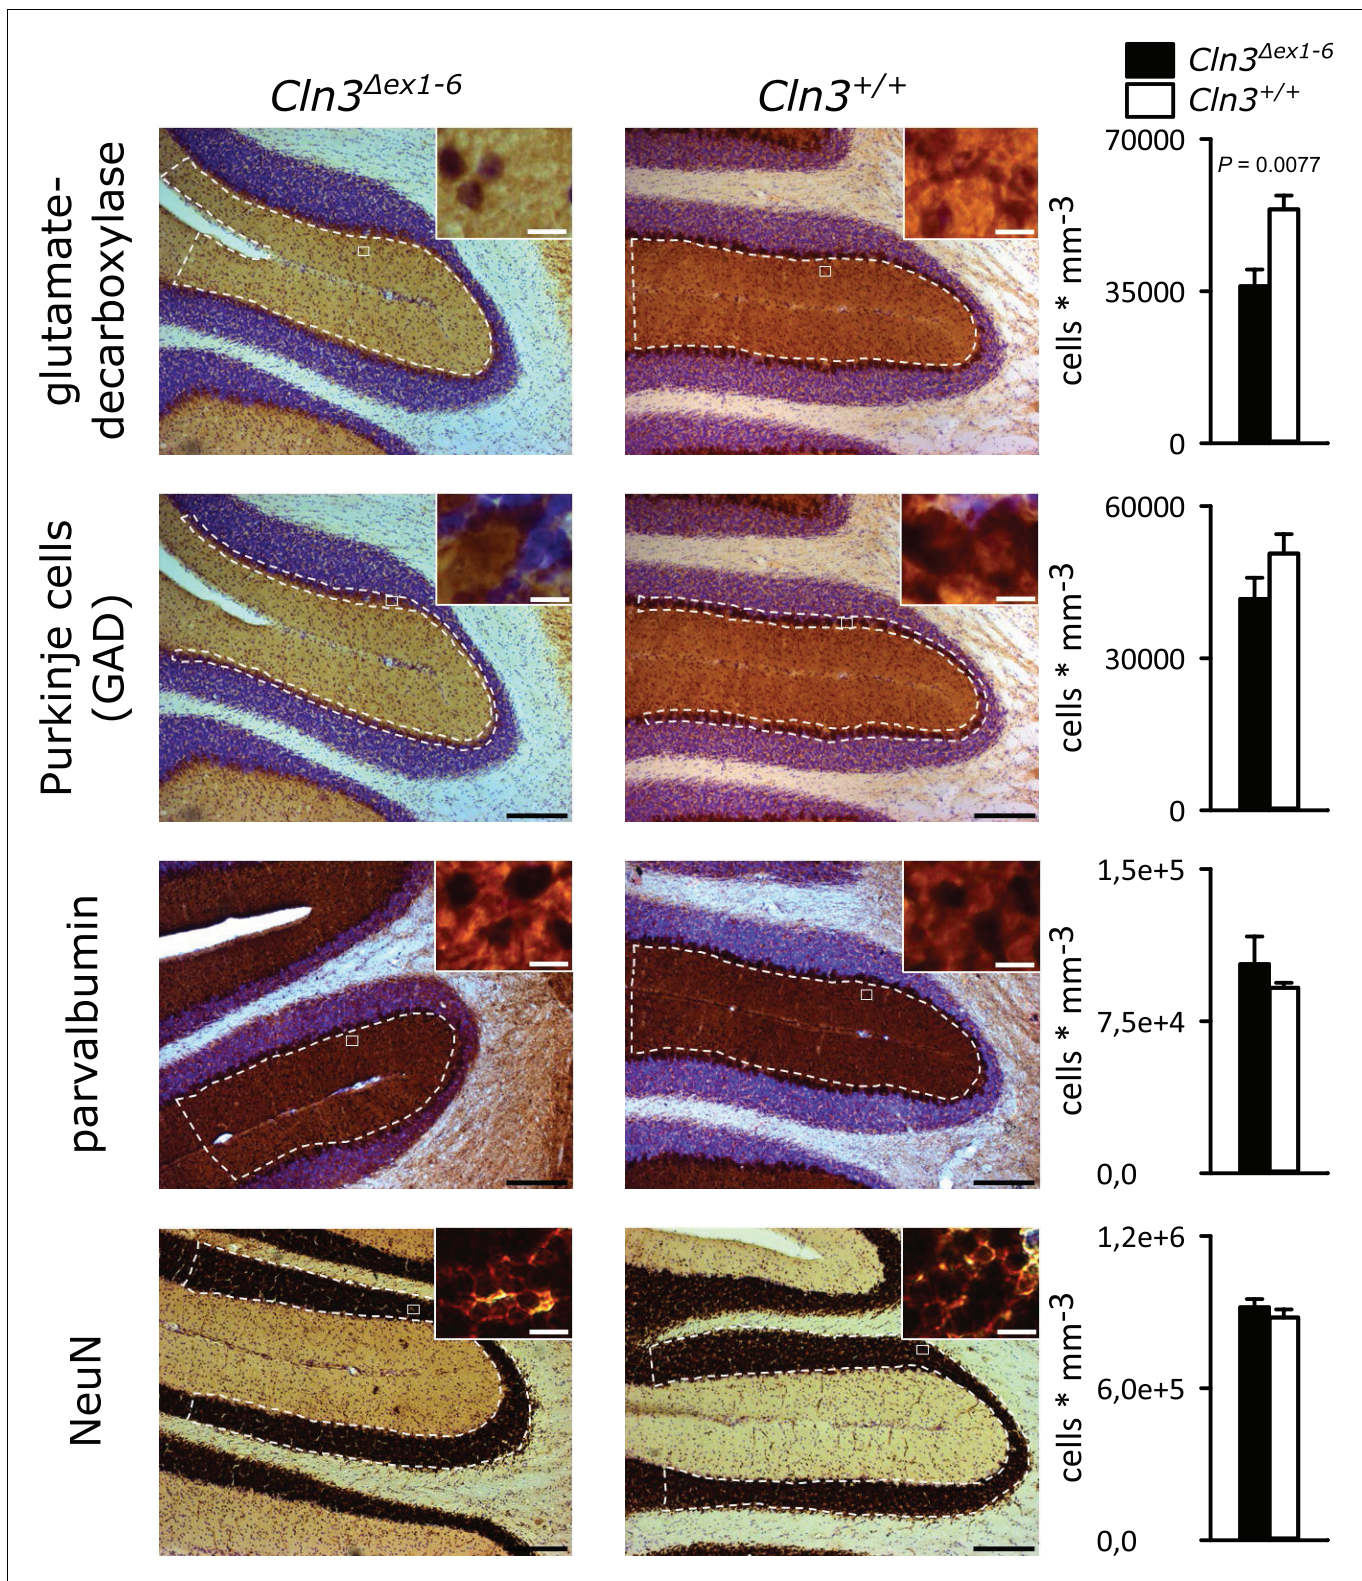 Cln3Δex1-6
Cln3+/+
Cln3Δex1-6
Cln3+/+
glutamate-
decarboxylase
cells * mm-3
70000
P = 0.0077
35000
0
Purkinje cells
(GAD)
cells * mm-3
60000
30000
0
parvalbumin
cells * mm-3
1,5e+5
7,5e+4
0,0
NeuN
cells * mm-3
1,2e+6
6,0e+5
0,0